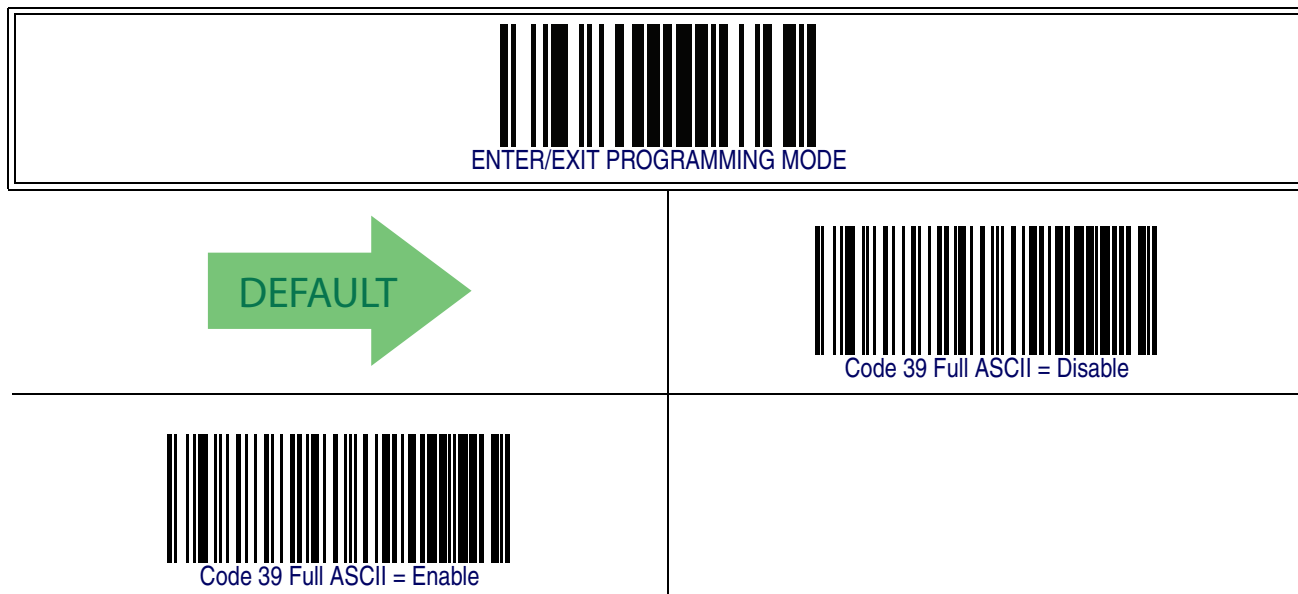 ENTER/EXIT PROGRAMMING MODE
DEFAULT
Code 39 Full ASCII = Disable
Code 39 Full ASCII = Enable